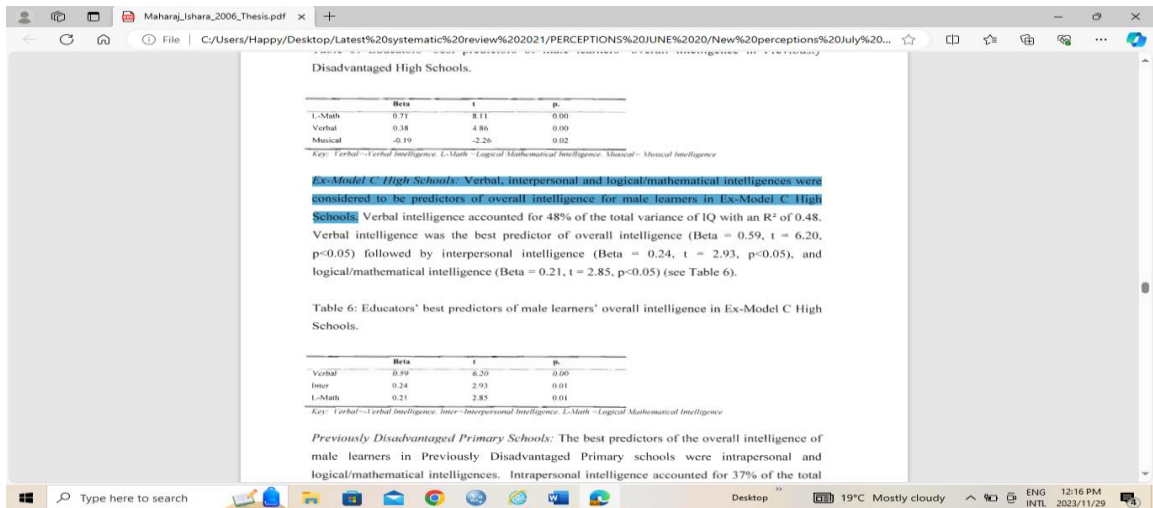 Maharaj_Ishara_2006_Thesis.pdf
File | C:/Users/Happy/Desktop/Latest%20systematic%20review%202021/PERCEPTIONS%20JUNE%2020/New%20perceptions%20July%20...
Disadvantaged High Schools.
Beta t p.
L-Math 0.71 8.11 0.00
Verbal 0.38 4.86 0.00
Musical -0.19 -2.26 0.02
Key: Verbal=Verbal Intelligence. L-Math =Logical Mathematical Intelligence. Musical= Musical Intelligence
Ex-Model C High Schools: Verbal, interpersonal and logical/mathematical intelligences were
considered to be predictors of overall intelligence for male learners in Ex-Model C High
Schools. Verbal intelligence accounted for 48% of the total variance of IQ with an R² of 0.48.
Verbal intelligence was the best predictor of overall intelligence (Beta = 0.59, t = 6.20,
p<0.05) followed by interpersonal intelligence (Beta = 0.24, t = 2.93, p<0.05), and
logical/mathematical intelligence (Beta = 0.21, t = 2.85, p<0.05) (see Table 6).
Table 6: Educators' best predictors of male learners' overall intelligence in Ex-Model C High
Schools.
Beta t p.
Verbal 0.59 6.20 0.00
Inter 0.24 2.93 0.01
L-Math 0.21 2.85 0.01
Key: Verbal=Verbal Intelligence. Inter=Interpersonal Intelligence. L-Math =Logical Mathematical Intelligence
Previously Disadvantaged Primary Schools: The best predictors of the overall intelligence of
male learners in Previously Disadvantaged Primary schools were intrapersonal and
logical/mathematical intelligences. Intrapersonal intelligence accounted for 37% of the total
Type here to search
Desktop
19°C Mostly cloudy
ENG
INTL
12:16 PM
2023/11/29